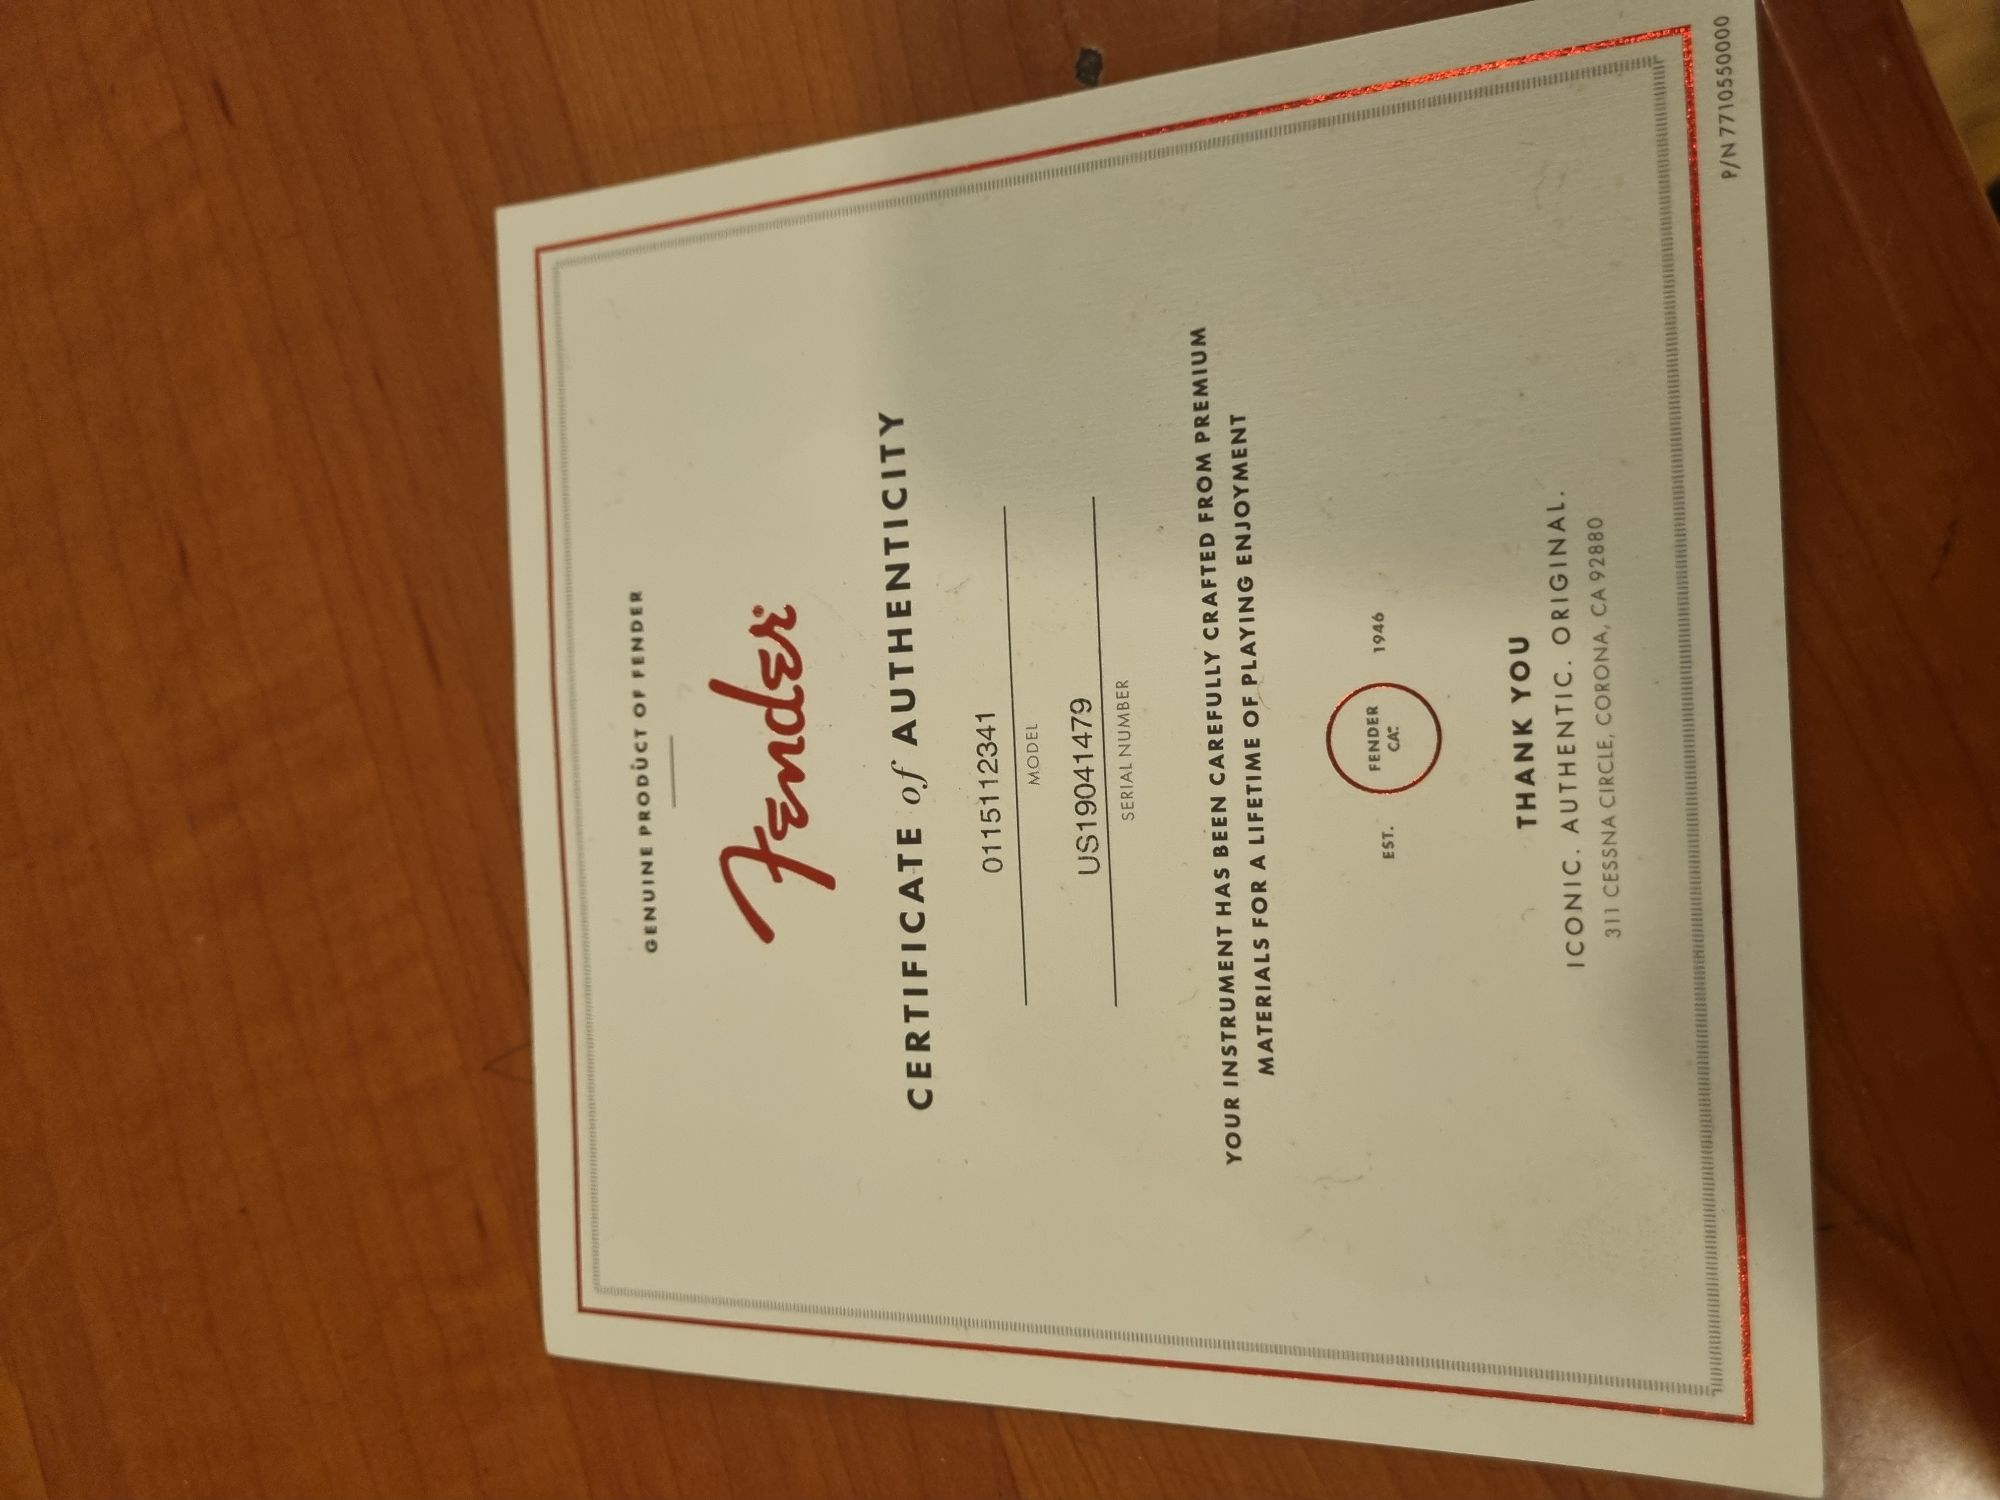 GENUINE PRODUCT OF FENDER
Fender®
CERTIFICATE of AUTHENTICITY
0115112341
MODEL
US19041479
SERIAL NUMBER
YOUR INSTRUMENT HAS BEEN CAREFULLY CRAFTED FROM PREMIUM
MATERIALS FOR A LIFETIME OF PLAYING ENJOYMENT
EST. FENDER 1946
CA.
THANK YOU
ICONIC. AUTHENTIC. ORIGINAL.
311 CESSNA CIRCLE, CORONA, CA 92880
P/N 7710550000